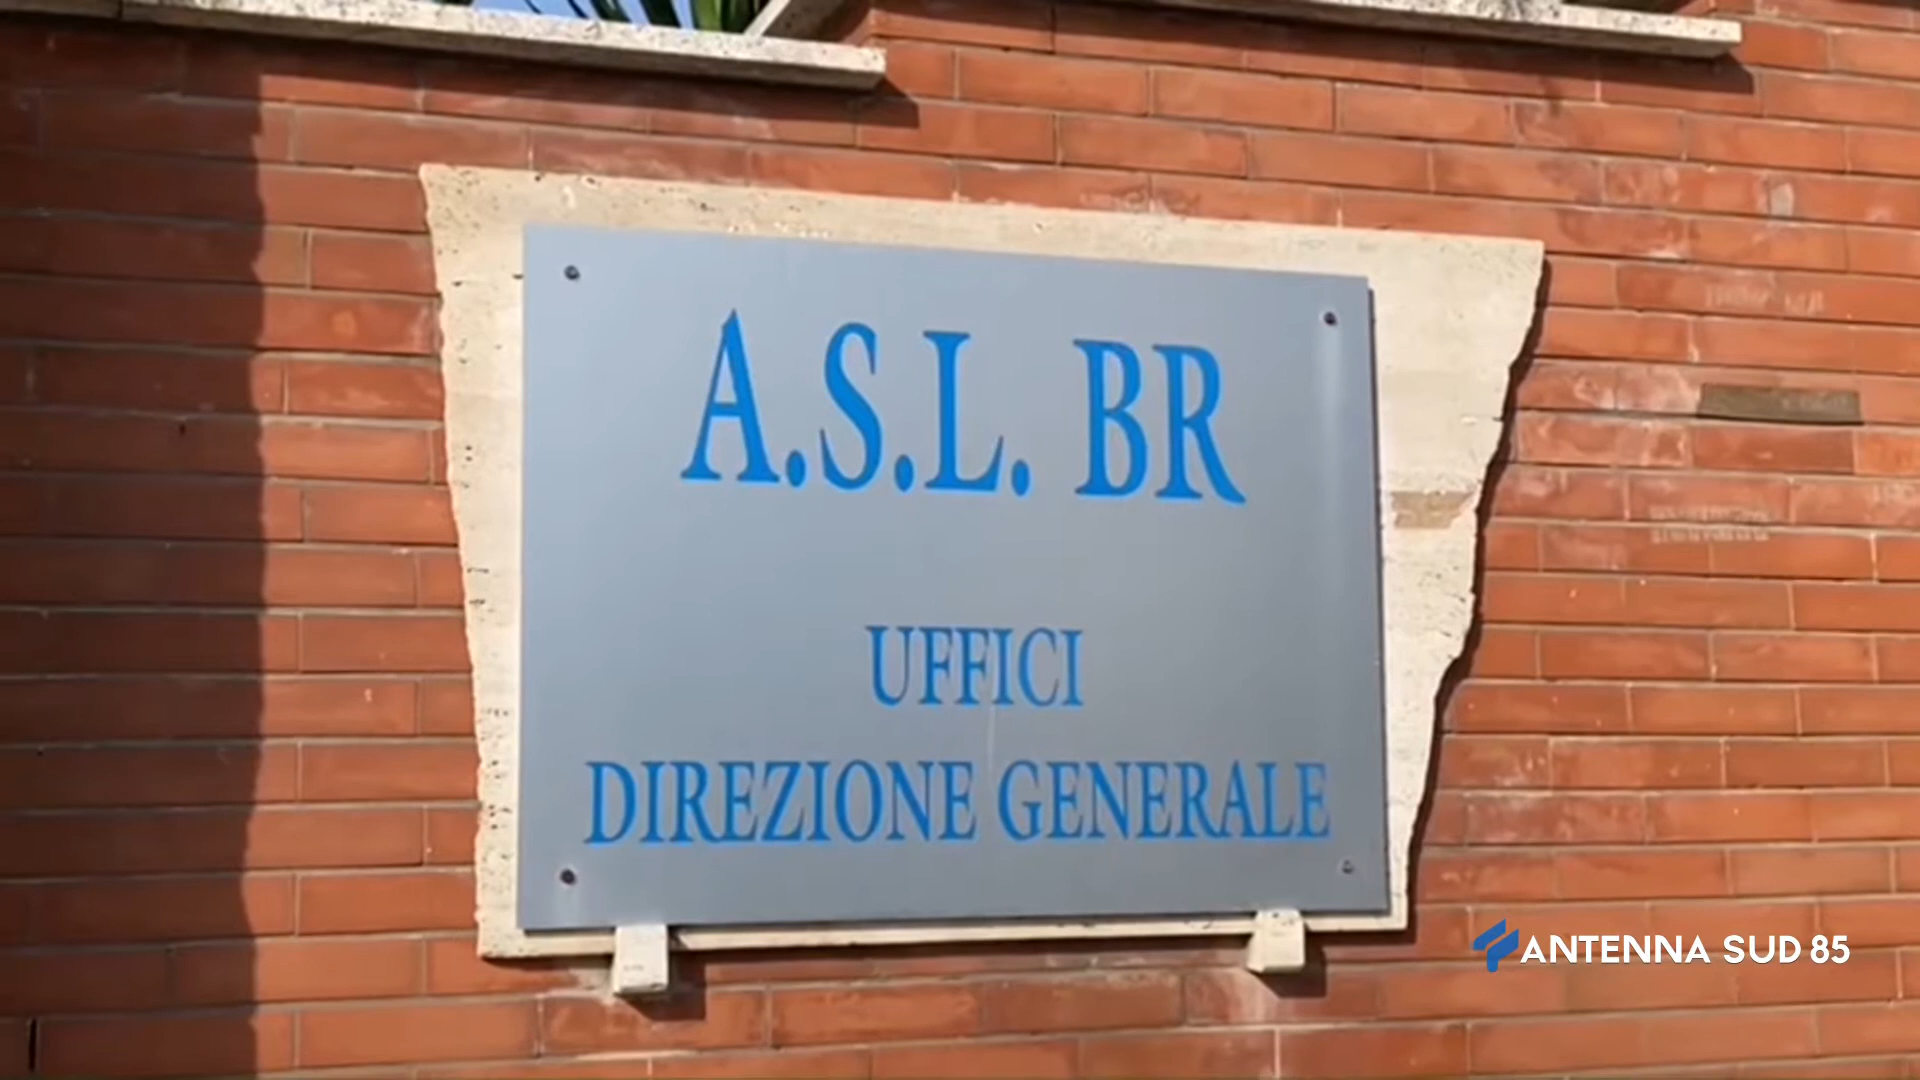 A.S.L. BR
UFFICI
DIREZIONE GENERALE
ANTENNA SUD 85